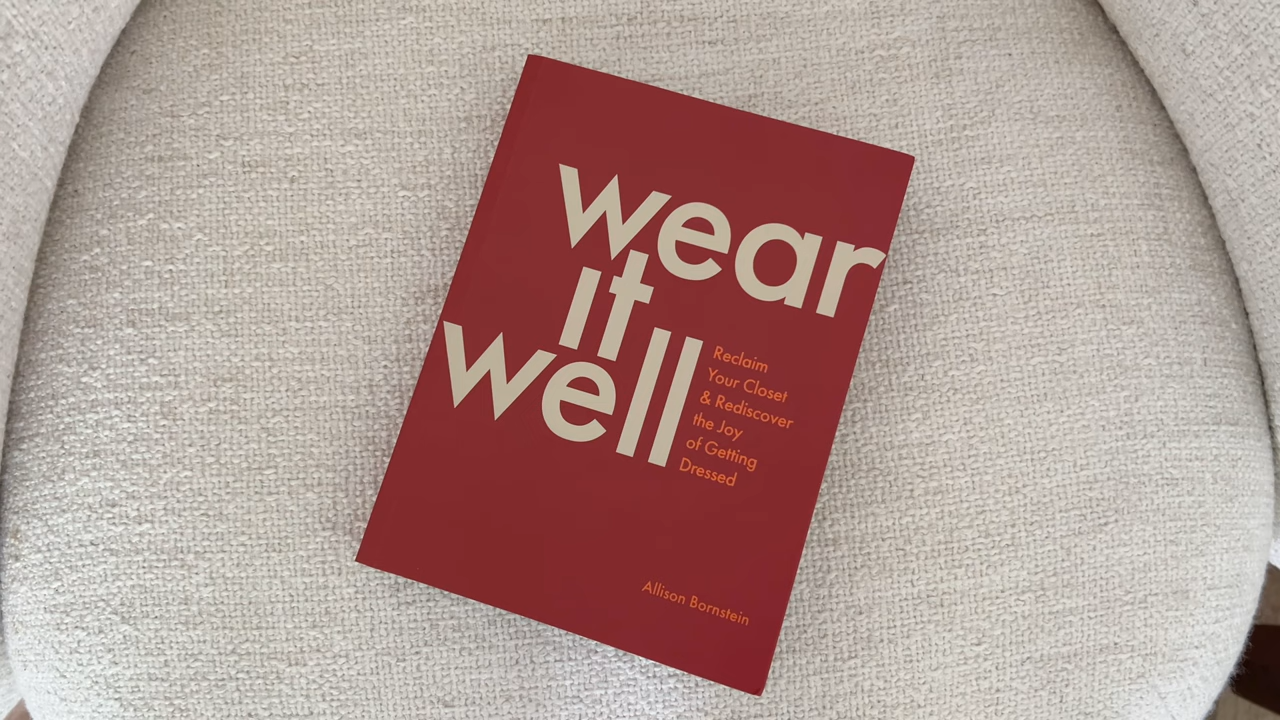 wear
it
well
Reclaim
Your Closet
& Rediscover
the Joy
of Getting
Dressed
Allison Bornstein